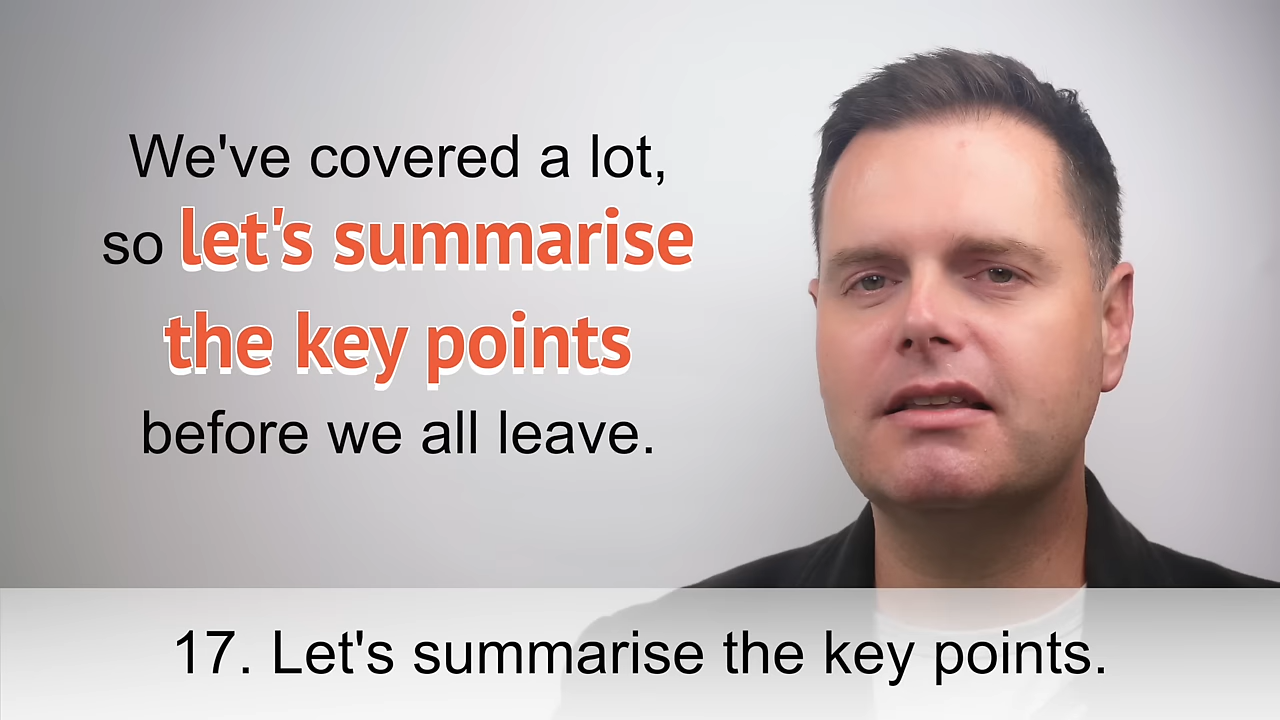 We've covered a lot,
so let's summarise
the key points
before we all leave.
17. Let's summarise the key points.